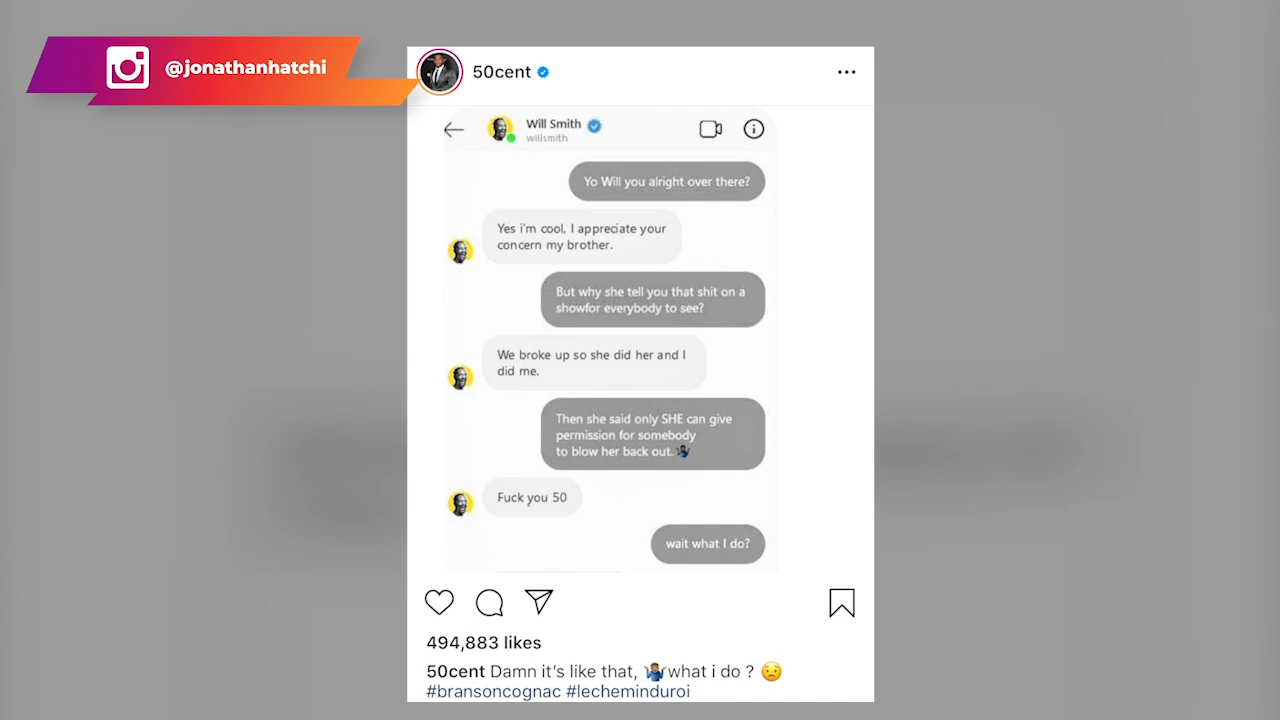 @jonathanhatchi
50cent
Will Smith
willsmith
Yo Will you alright over there?
Yes i'm cool, I appreciate your
concern my brother.
But why she tell you that shit on a
showfor everybody to see?
We broke up so she did her and I
did me.
Then she said only SHE can give
permission for somebody
to blow her back out.🤷🏾‍♂️
Fuck you 50
wait what I do?
494,883 likes
50cent Damn it’s like that, 🤷🏽‍♂️what i do ? 😟
#bransoncognac #lecheminduroi